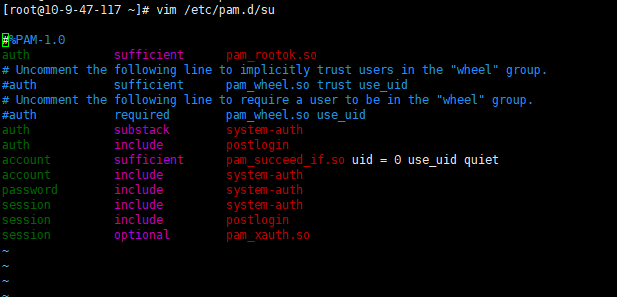 [root@10-9-47-117 ~]# vim /etc/pam.d/su
#%PAM-1.0
auth sufficient pam_rootok.so
# Uncomment the following line to implicitly trust users in the "wheel" group.
#auth sufficient pam_wheel.so trust use_uid
# Uncomment the following line to require a user to be in the "wheel" group.
#auth required pam_wheel.so use_uid
auth substack system-auth
auth include postlogin
account sufficient pam_succeed_if.so uid = 0 use_uid quiet
account include system-auth
password include system-auth
session include system-auth
session include postlogin
session optional pam_xauth.so
~
~
~
~